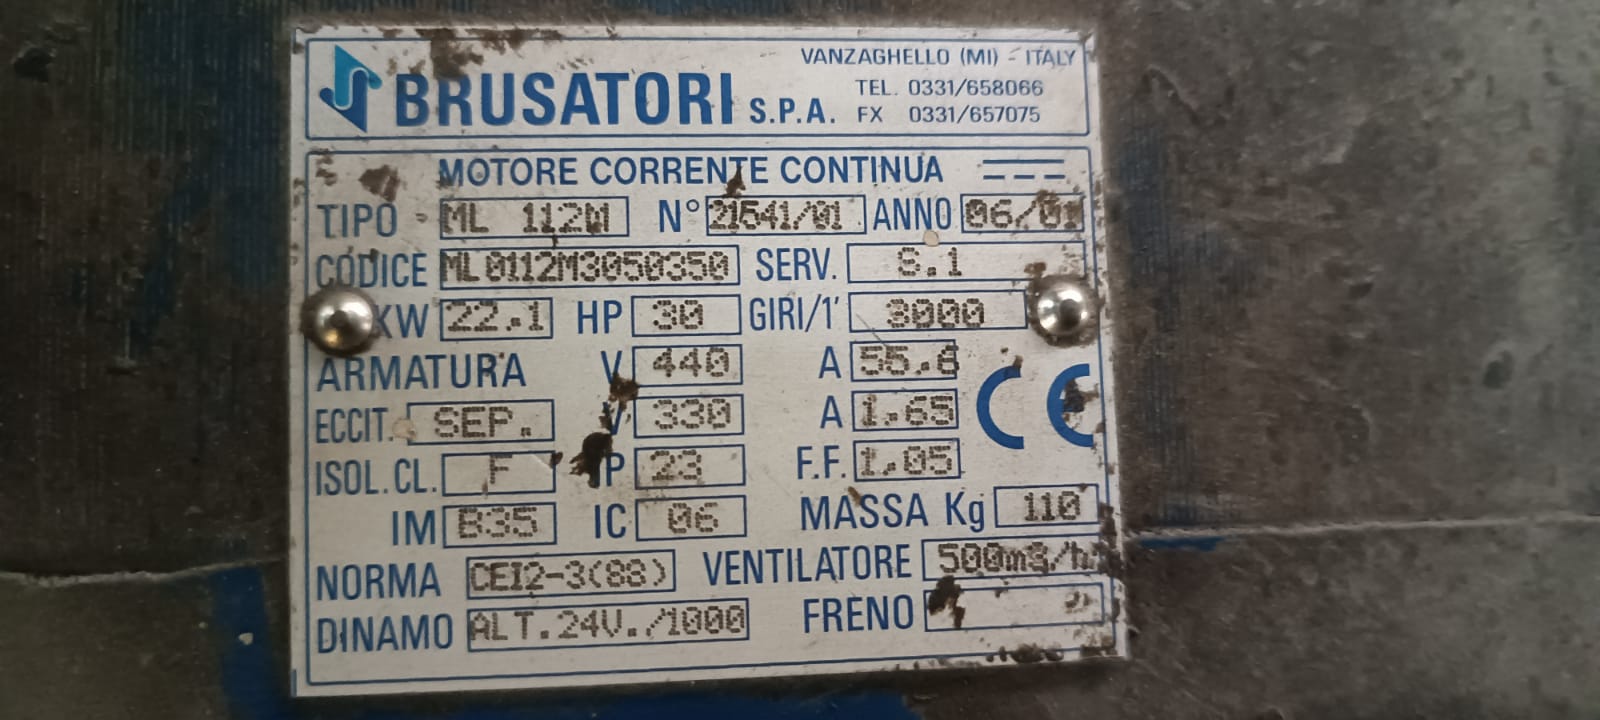 BRUSATORI S.P.A.
VANZAGHELLO (MI) - ITALY
TEL. 0331/658066
FX 0331/657075
MOTORE CORRENTE CONTINUA
TIPO ML 112M N° 21541/01 ANNO 06/01
CODICE ML0112M3050350 SERV. S.1
KW 22.1 HP 30 GIRI/1' 3000
ARMATURA V 440 A 55.6
ECCIT. SEP. V 330 A 1.65 CE
ISOL. CL. F IP 23 F.F. 1.05
IM B35 IC 06 MASSA Kg 110
NORMA CEI2-3(88) VENTILATORE 500m3/h
DINAMO ALT.24V./1000 FRENO